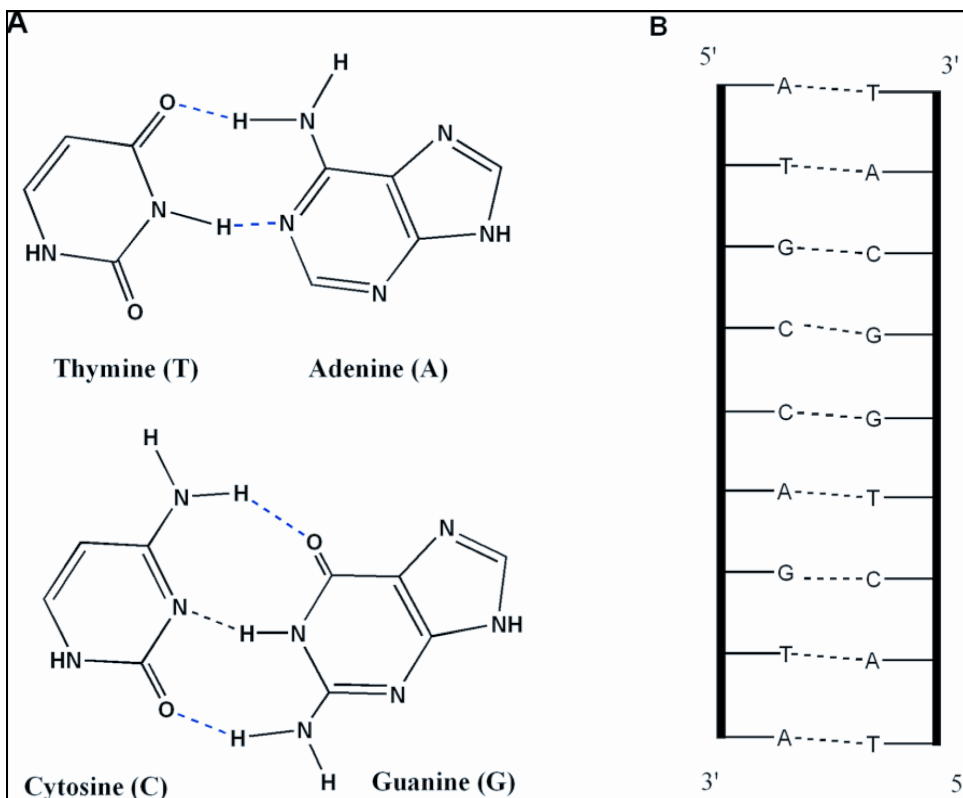 A
H
O
H
N
N
N
H
N
HN
NH
O
N
Thymine (T)
Adenine (A)
H
N
H
O
N
N
H
N
NH
HN
N
O
H
N
H
Cytosine (C)
Guanine (G)
B
5'
3'
A T
T A
G C
C G
C G
A T
G C
T A
A T
3'
5